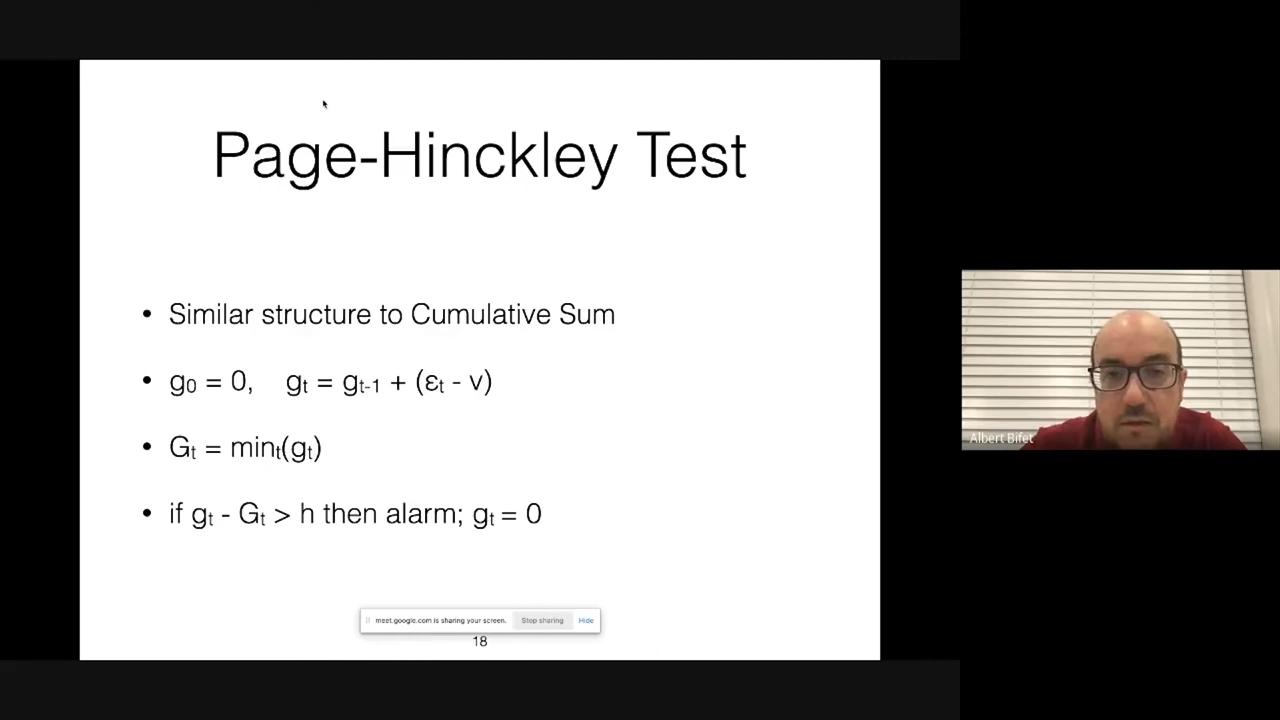 Page-Hinckley Test
• Similar structure to Cumulative Sum
• g₀ = 0, gₜ = gₜ₋₁ + (εₜ - v)
• Gₜ = minₜ(gₜ)
• if gₜ - Gₜ > h then alarm; gₜ = 0
Albert Bifet
meet.google.com is sharing your screen. Stop sharing Hide
18